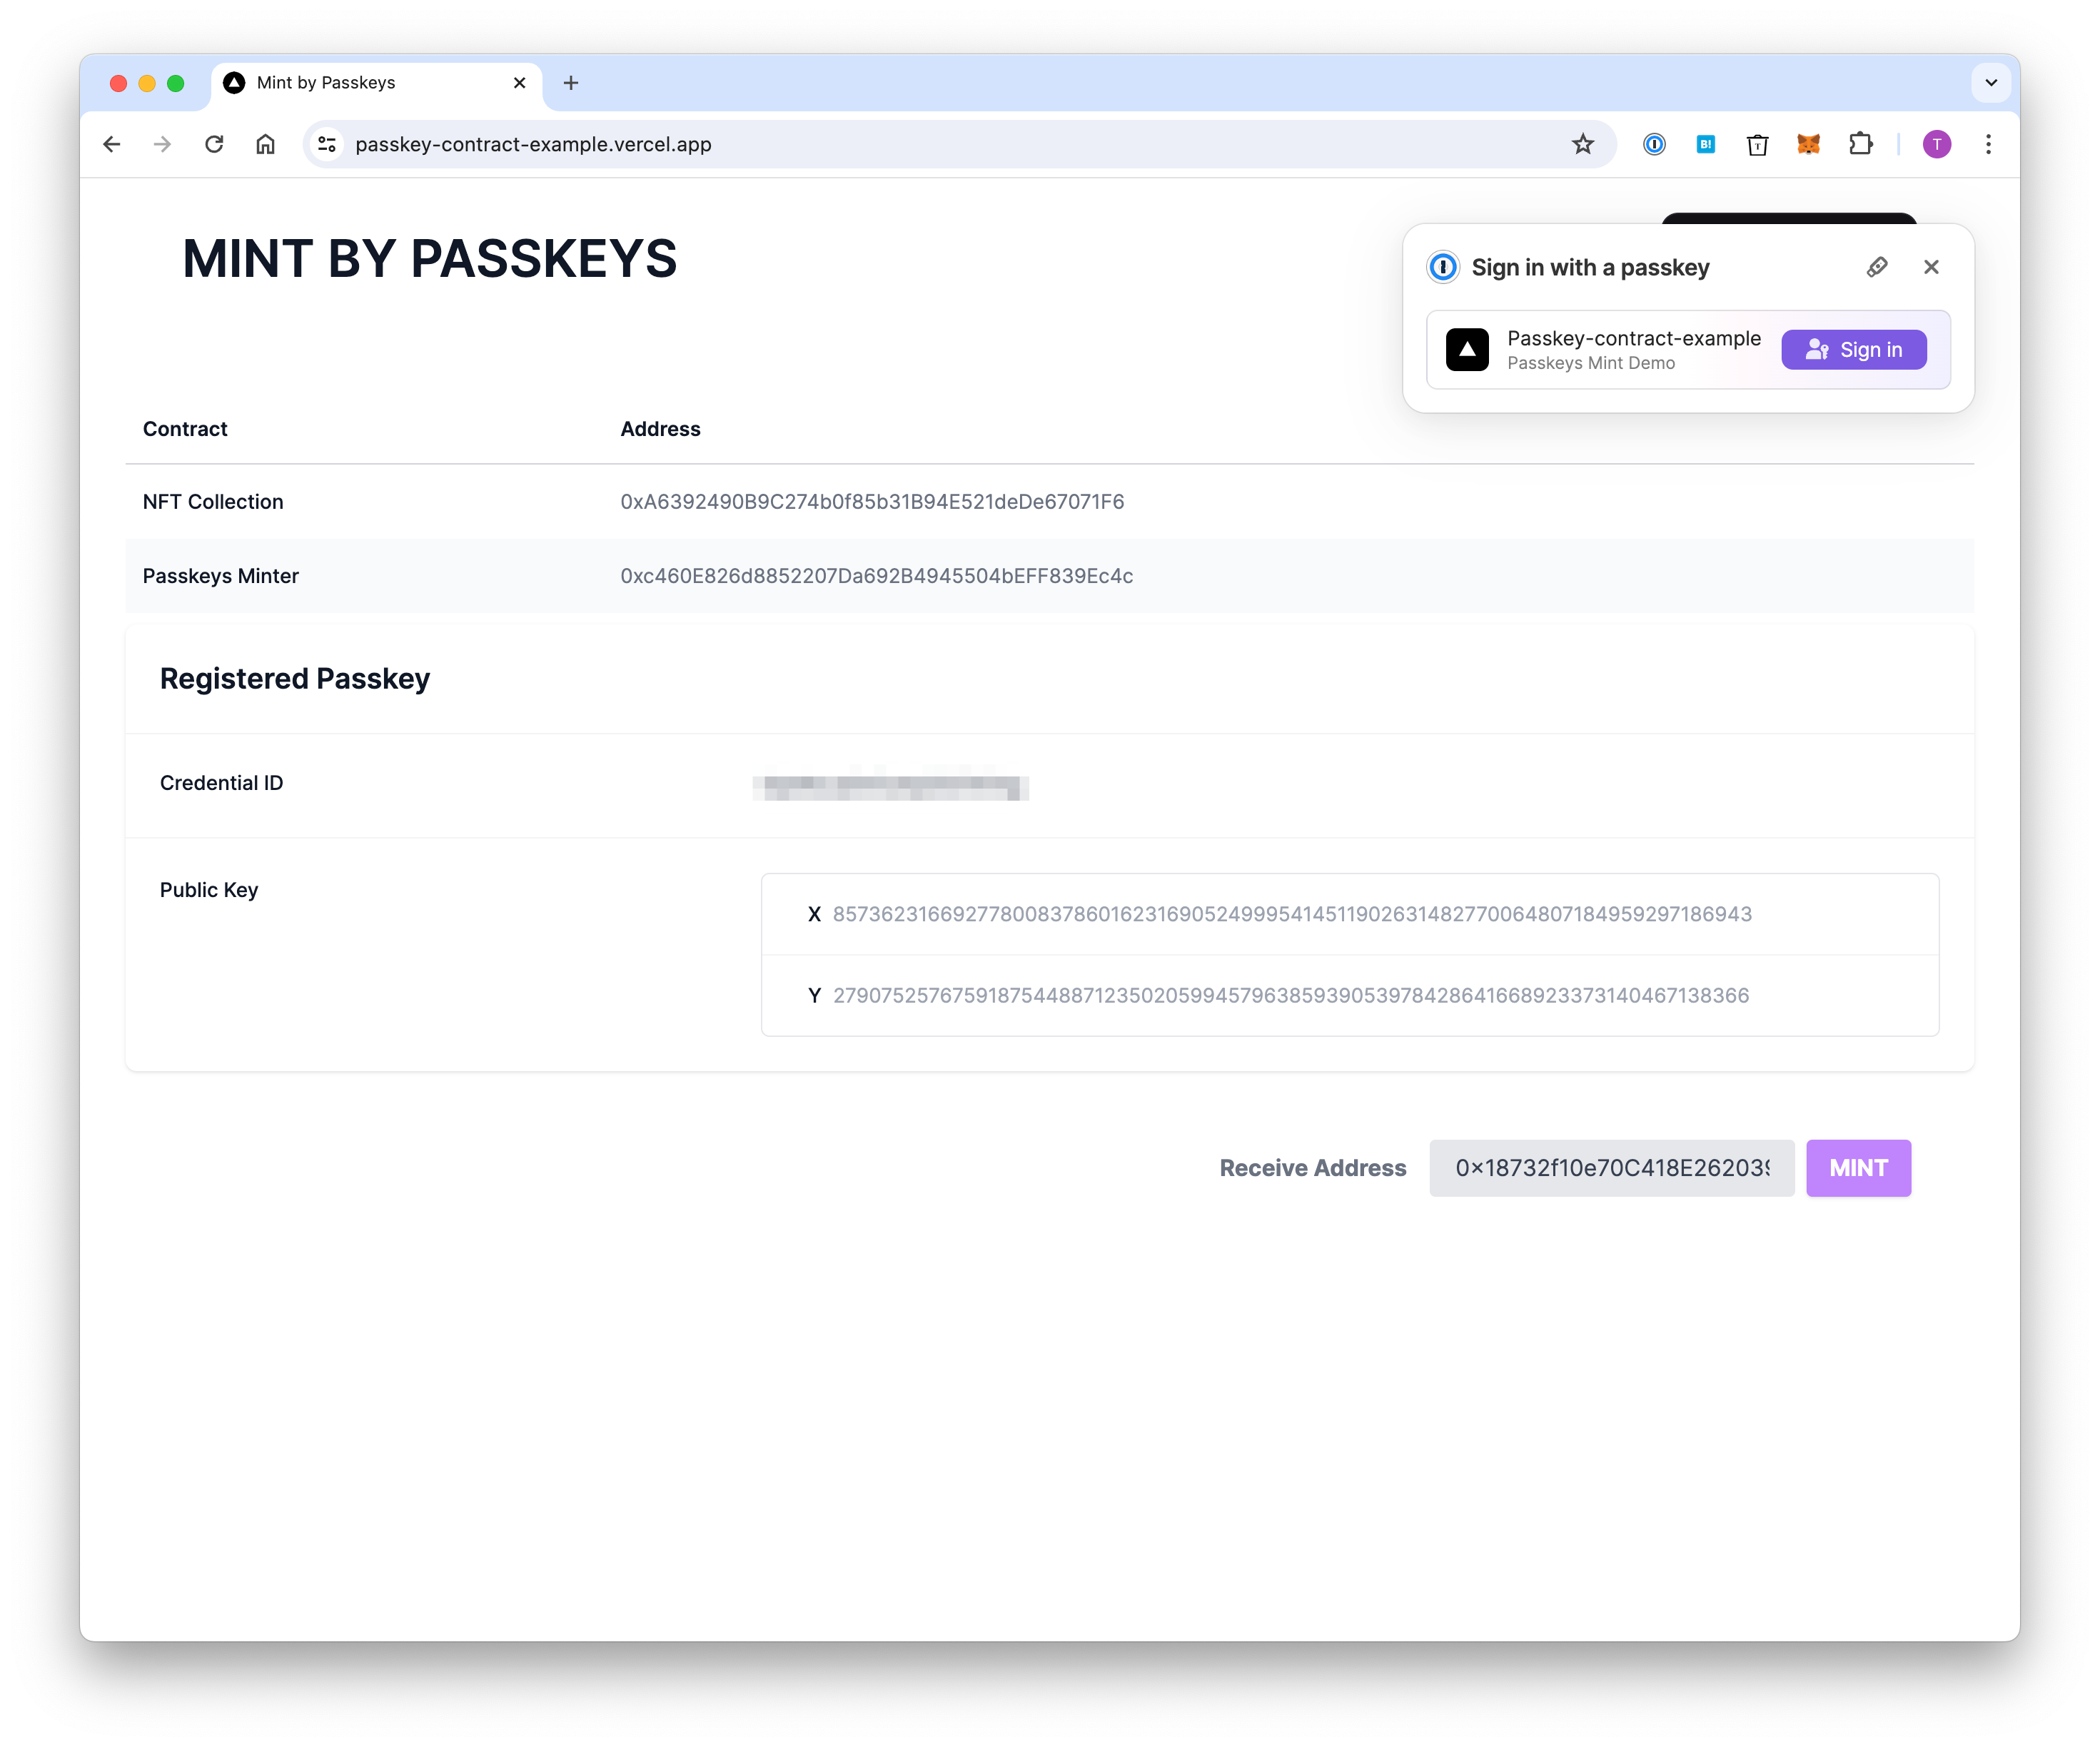 Mint by Passkeys
passkey-contract-example.vercel.app
B!
T
T
MINT BY PASSKEYS
Sign in with a passkey
Passkey-contract-example
Passkeys Mint Demo
Sign in
Contract Address
NFT Collection 0xA6392490B9C274b0f85b31B94E521deDe67071F6
Passkeys Minter 0xc460E826d8852207Da692B4945504bEFF839Ec4c
Registered Passkey
Credential ID
Public Key
X 85736231669277800837860162316905249995414511902631482770064807184959297186943
Y 2790752576759187544887123502059945796385939053978428641668923373140467138366
Receive Address 0x18732f10e70C418E26203 MINT